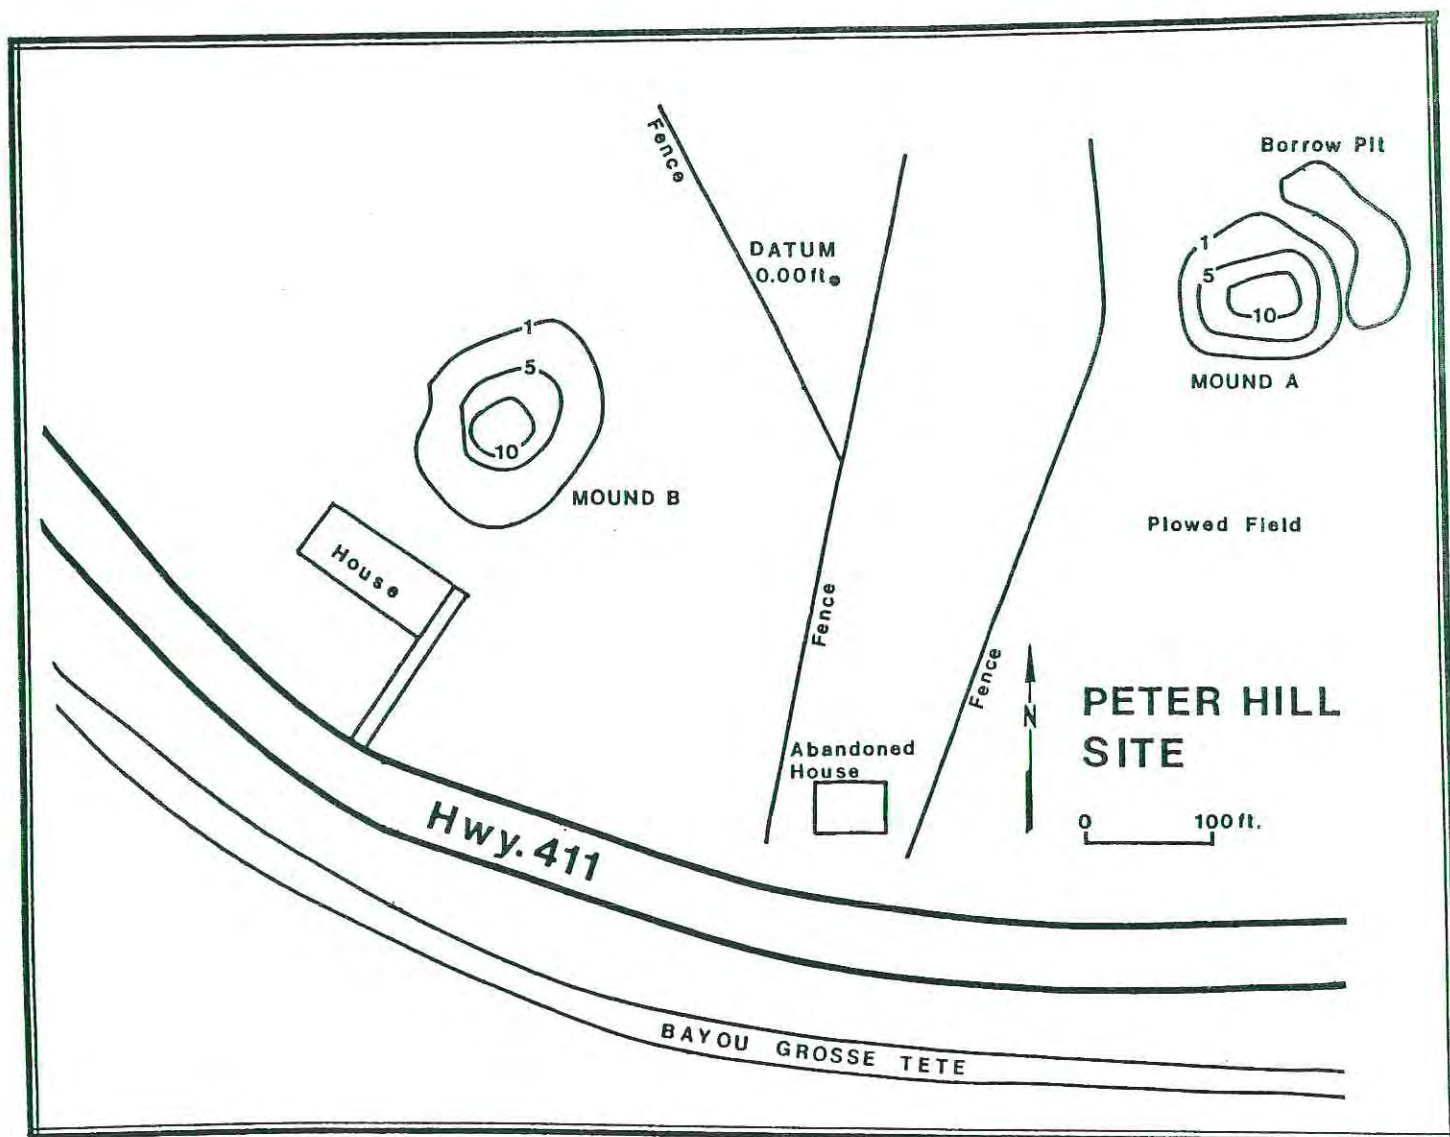 Borrow Pit
Fence
DATUM
0.00ft.
1
5
10
MOUND A
1
5
10
MOUND B
Plowed Field
House
Fence
Fence
N
PETER HILL
SITE
Abandoned
House
0 100ft.
Hwy. 411
BAYOU GROSSE TETE